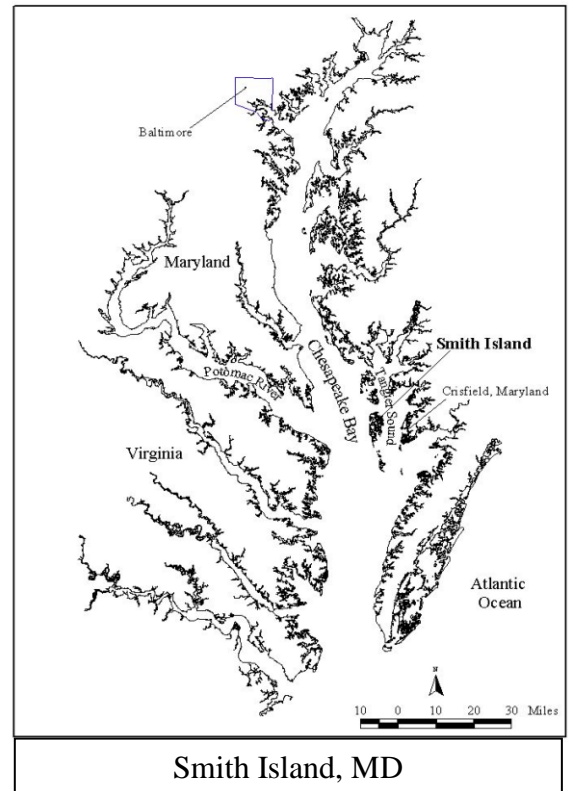 Baltimore
Maryland
Smith Island
Chesapeake Bay
Tangier Sound
Potomac River
Crisfield, Maryland
Virginia
Atlantic
Ocean
N
10 0 10 20 30 Miles
Smith Island, MD